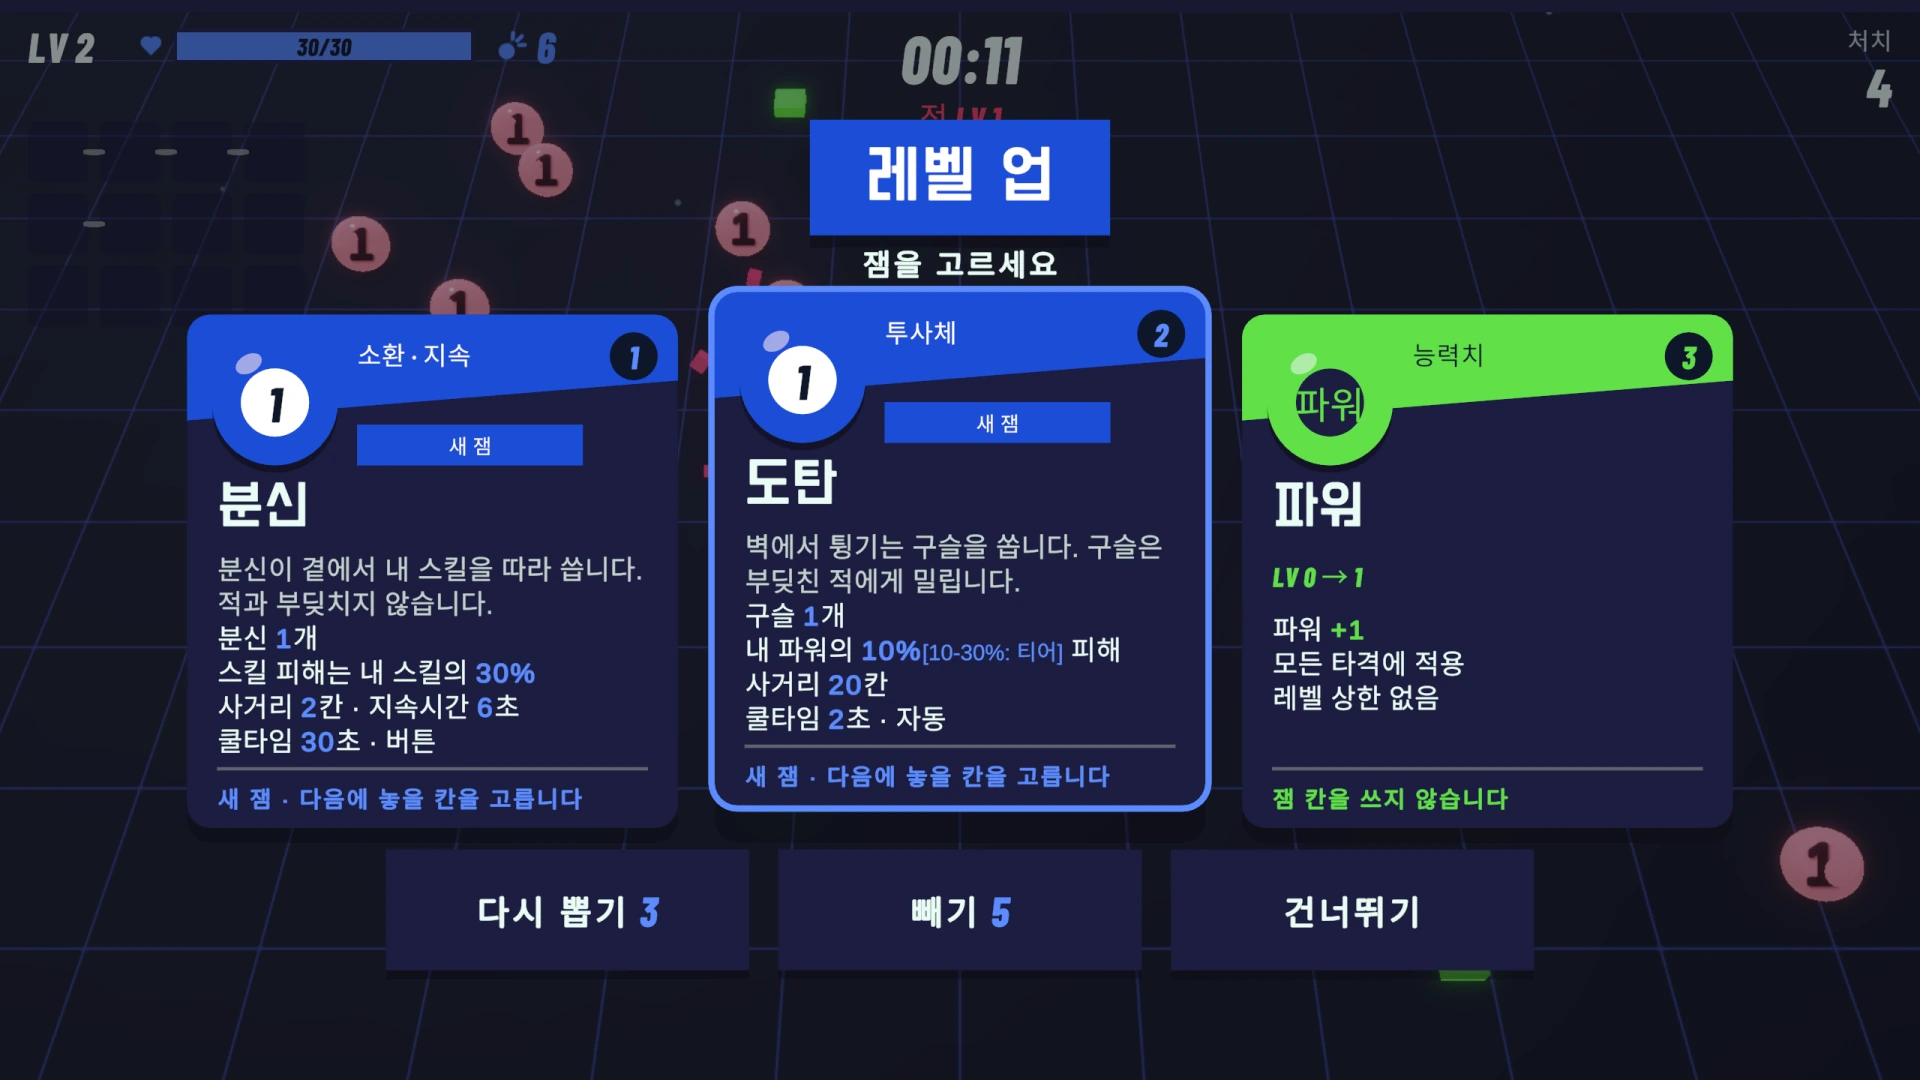 LV 2
30/30
6
00:11
적 LV 1
처치
4
1
1
1
1
1
레벨 업
잼을 고르세요
소환 · 지속
1
1
새 잼
분신
분신이 곁에서 내 스킬을 따라 씁니다.
적과 부딪치지 않습니다.
분신 1개
스킬 피해는 내 스킬의 30%
사거리 2칸 · 지속시간 6초
쿨타임 30초 · 버튼
새 잼 · 다음에 놓을 칸을 고릅니다
투사체
2
1
새 잼
도탄
벽에서 튕기는 구슬을 씁니다. 구슬은
부딪친 적에게 밀립니다.
구슬 1개
내 파워의 10%[10-30%: 티어] 피해
사거리 20칸
쿨타임 2초 · 자동
새 잼 · 다음에 놓을 칸을 고릅니다
능력치
3
파워
파워
LV 0→1
파워 +1
모든 타격에 적용
레벨 상한 없음
잼 칸을 쓰지 않습니다
1
다시 뽑기 3
빼기 5
건너뛰기